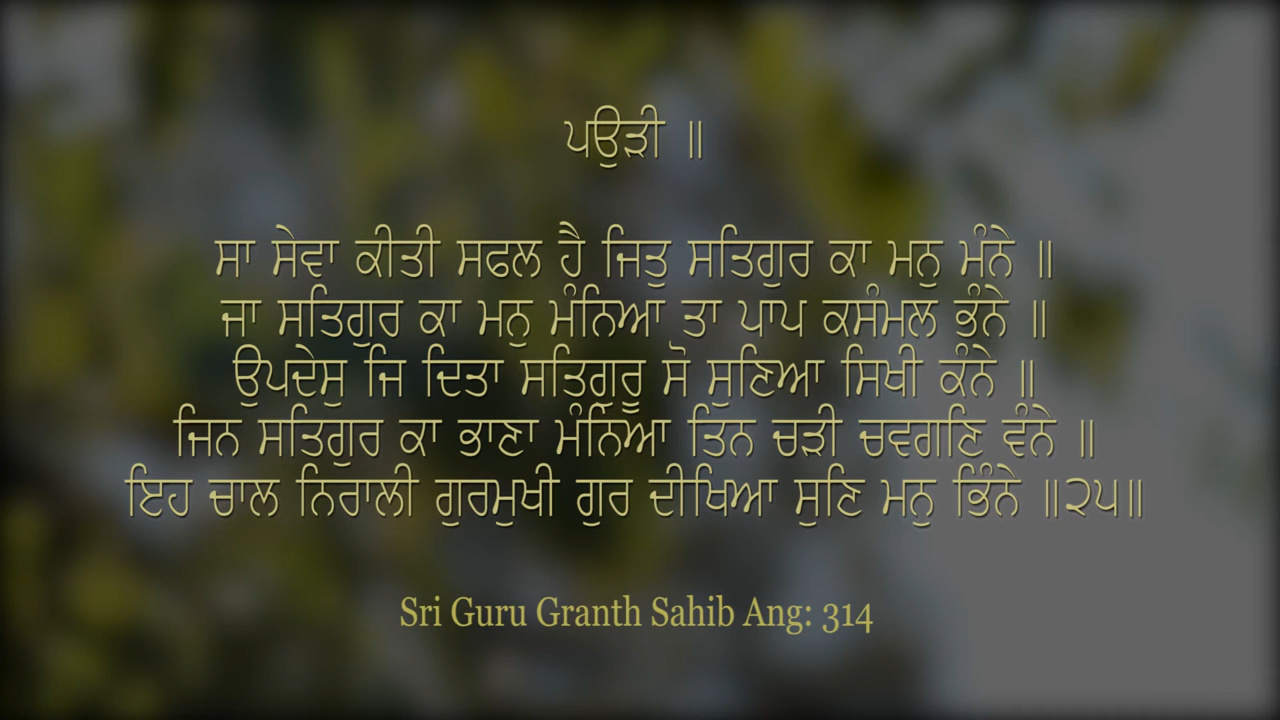 ਪਉੜੀ ॥
ਸਾ ਸੇਵਾ ਕੀਤੀ ਸਫਲ ਹੈ ਜਿਤੁ ਸਤਿਗੁਰ ਕਾ ਮਨੁ ਮੰਨੇ ॥
ਜਾ ਸਤਿਗੁਰ ਕਾ ਮਨੁ ਮੰਨਿਆ ਤਾ ਪਾਪ ਕਸੰਮਲ ਭੰਨੇ ॥
ਉਪਦੇਸੁ ਜਿ ਦਿਤਾ ਸਤਿਗੁਰੂ ਸੋ ਸੁਣਿਆ ਸਿਖੀ ਕੰਨੇ ॥
ਜਿਨ ਸਤਿਗੁਰ ਕਾ ਭਾਣਾ ਮੰਨਿਆ ਤਿਨ ਚੜੀ ਚਵਗਣਿ ਵੰਨੇ ॥
ਇਹ ਚਾਲ ਨਿਰਾਲੀ ਗੁਰਮੁਖੀ ਗੁਰ ਦੀਖਿਆ ਸੁਣਿ ਮਨੁ ਭਿੰਨੇ ॥੨੫॥
Sri Guru Granth Sahib Ang: 314